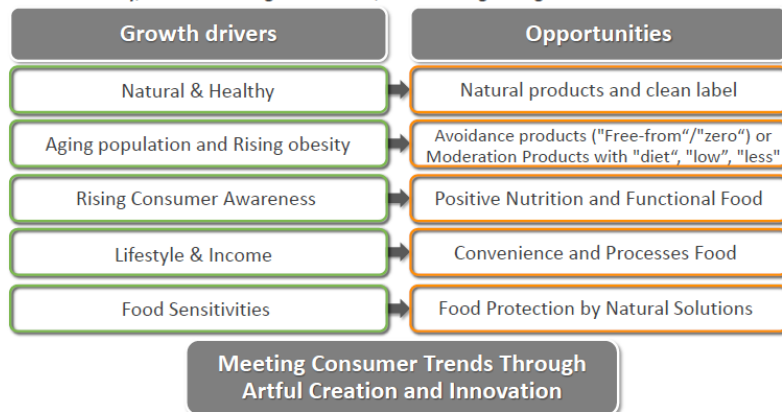 Growth drivers
Opportunities
Natural & Healthy
Natural products and clean label
Aging population and Rising obesity
Avoidance products ("Free-from“/"zero“) or
Moderation Products with "diet“, "low”, "less"
Rising Consumer Awareness
Positive Nutrition and Functional Food
Lifestyle & Income
Convenience and Processes Food
Food Sensitivities
Food Protection by Natural Solutions
Meeting Consumer Trends Through
Artful Creation and Innovation